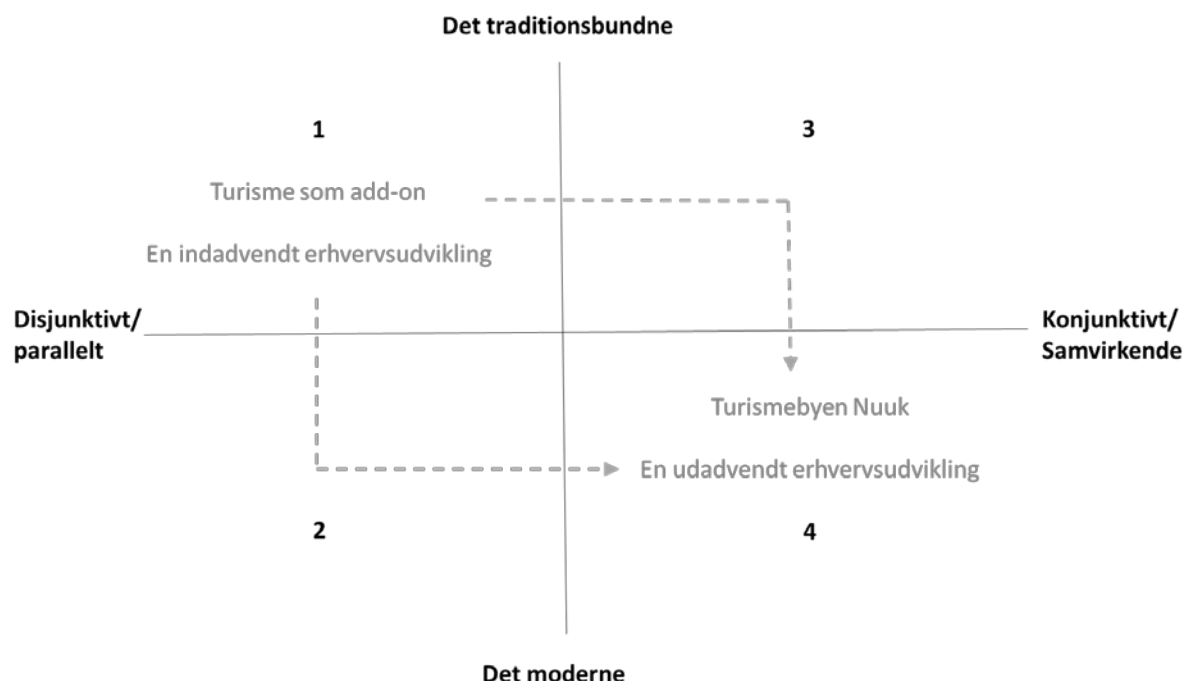 Det traditionsbundne
1
3
Turisme som add-on
En indadvendt erhvervsudvikling
Disjunktivt/
parallelt
Konjunktivt/
Samvirkende
Turismebyen Nuuk
En udadvendt erhvervsudvikling
2
4
Det moderne